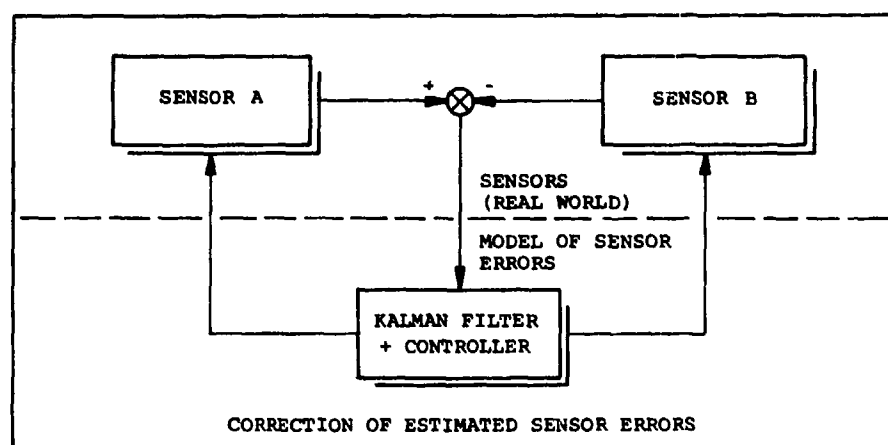 SENSOR A
+
-
SENSOR B
SENSORS
(REAL WORLD)
MODEL OF SENSOR
ERRORS
KALMAN FILTER
+ CONTROLLER
CORRECTION OF ESTIMATED SENSOR ERRORS